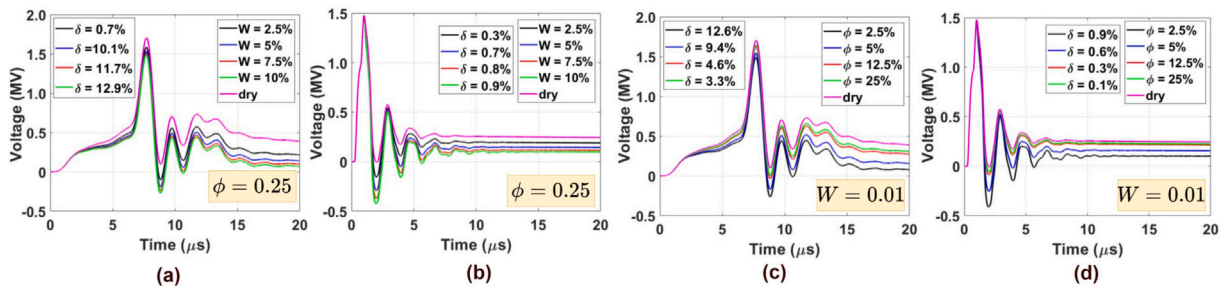 2.0
1.5
1.0
0.5
0
-0.5
Voltage (MV)
δ = 0.7%
δ = 10.1%
δ = 11.7%
δ = 12.9%
W = 2.5%
W = 5%
W = 7.5%
W = 10%
dry
ϕ = 0.25
0 5 10 15 20
Time (μs)
(a)
1.5
1.0
0.5
0
-0.5
Voltage (MV)
δ = 0.3%
δ = 0.7%
δ = 0.8%
δ = 0.9%
W = 2.5%
W = 5%
W = 7.5%
W = 10%
dry
ϕ = 0.25
0 5 10 15 20
Time (μs)
(b)
2.0
1.5
1.0
0.5
0
-0.5
Voltage (MV)
δ = 12.6%
δ = 9.4%
δ = 4.6%
δ = 3.3%
ϕ = 2.5%
ϕ = 5%
ϕ = 12.5%
ϕ = 25%
dry
W = 0.01
0 5 10 15 20
Time (μs)
(c)
1.5
1.0
0.5
0
-0.5
Voltage (MV)
δ = 0.9%
δ = 0.6%
δ = 0.3%
δ = 0.1%
ϕ = 2.5%
ϕ = 5%
ϕ = 12.5%
ϕ = 25%
dry
W = 0.01
0 5 10 15 20
Time (μs)
(d)